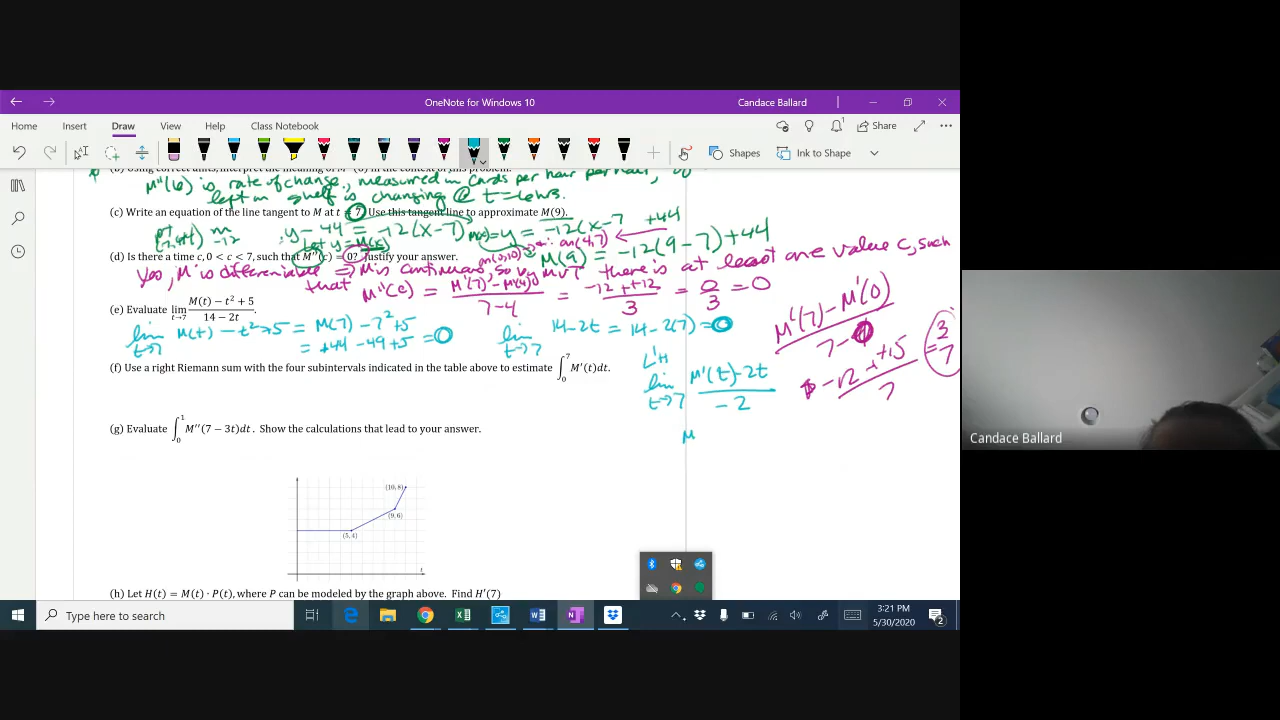 OneNote for Windows 10
Candace Ballard
Home Insert Draw View Help Class Notebook
Share
Shapes
Ink to Shape
M''(6) is rate of change, measured in cards per hour per hour,
left on shelf is changing @ t=6hrs.
(c) Write an equation of the line tangent to M at t = 7. Use this tangent line to approximate M(9).
y - 44 = -12(x-7)
y = -12(x-7) +44
Let y = M(x)
M(9) = -12(9-7)+44
(d) Is there a time c, 0 < c < 7, such that M''(c) = 0? Justify your answer.
on (4,7)
Yes, M' is differentiable ⇒ M' is continuous, so by MVT there is at least one value c, such
that M''(c) = M'(7) - M'(4) / 7-4 = -12 + +12 / 3 = 0/3 = 0
(e) Evaluate lim t→7 M(t) − t² + 5 / 14 − 2t .
lim t→7 M(t) - t² + 5 = M(7) - 7² + 5
= +44 - 49 + 5 = 0
lim t→7 14 - 2t = 14 - 2(7) = 0
M'(7) - M'(0) / 7 - 0
-12 + +15 / 7 = 3/7
L'H
lim t→7 M'(t) - 2t / -2
M
(f) Use a right Riemann sum with the four subintervals indicated in the table above to estimate ∫₀⁷ M′(t)dt.
(g) Evaluate ∫₀¹ M′′(7 − 3t)dt . Show the calculations that lead to your answer.
(10, 8)
(9, 6)
(5, 4)
t
(h) Let H(t) = M(t) · P(t), where P can be modeled by the graph above. Find H′(7)
Candace Ballard
Type here to search
3:21 PM
5/30/2020
2